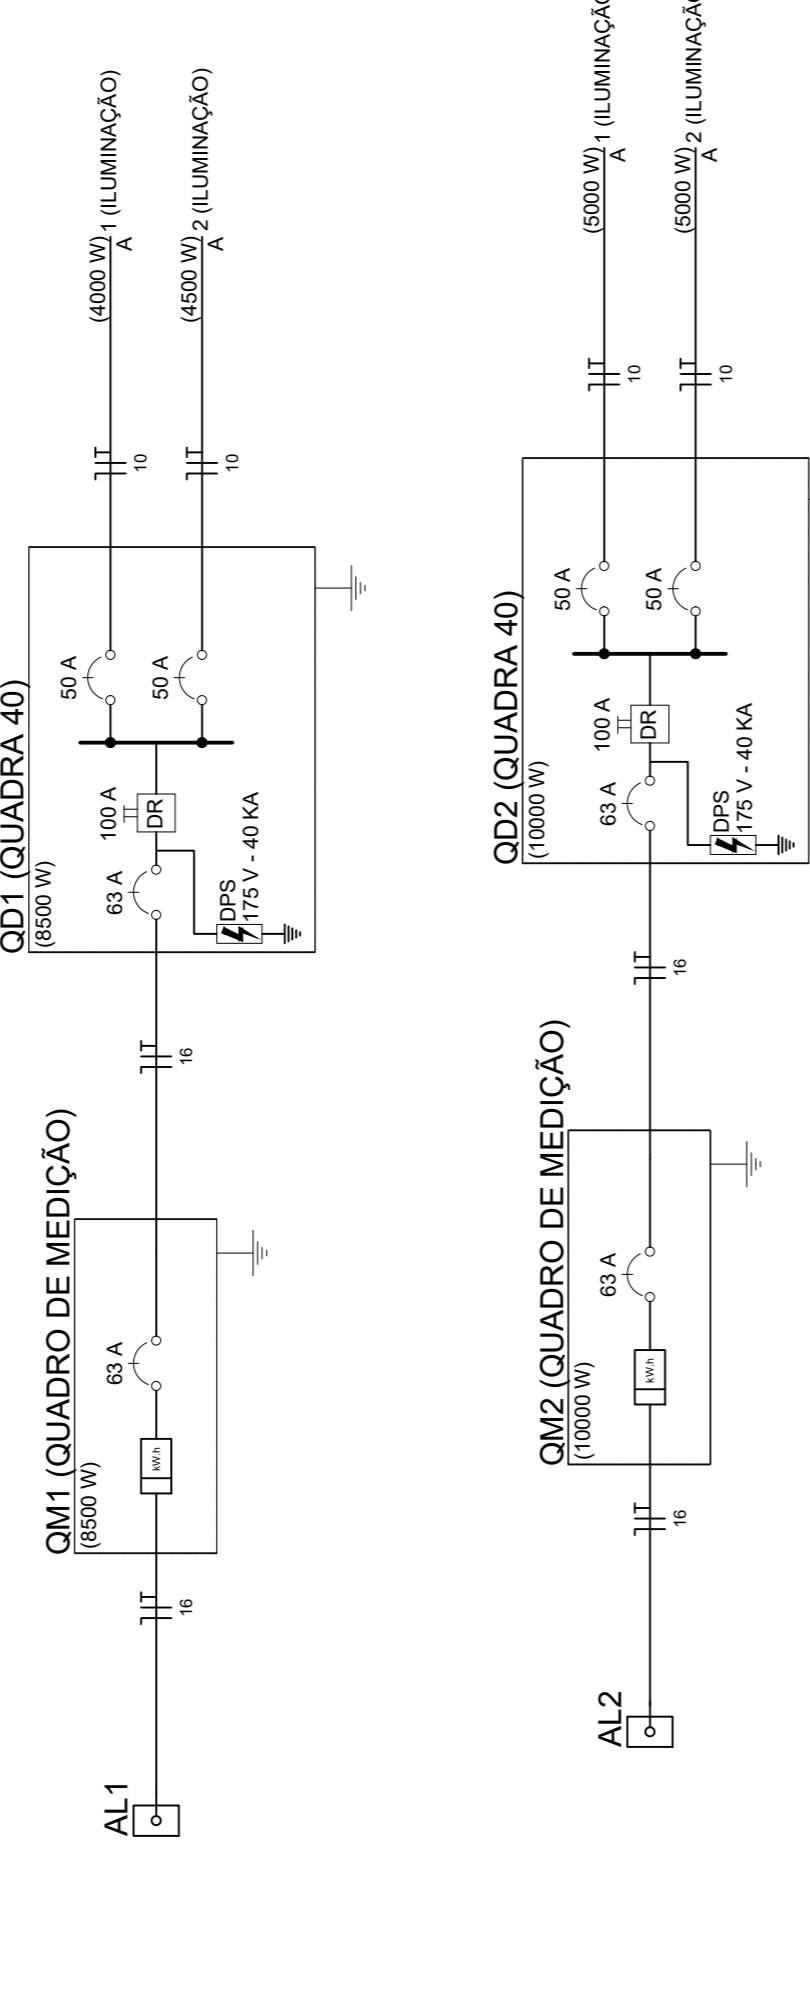 AL1
16
QM1 (QUADRO DE MEDIÇÃO)
(8500 W)
kW.h
63 A
16
QD1 (QUADRA 40)
(8500 W)
63 A
DPS
175 V - 40 KA
100 A
DR
50 A
50 A
10
10
(4000 W)
1 (ILUMINAÇÃO)
A
(4500 W)
2 (ILUMINAÇÃO)
A
AL2
16
QM2 (QUADRO DE MEDIÇÃO)
(10000 W)
kW.h
63 A
16
QD2 (QUADRA 40)
(10000 W)
63 A
DPS
175 V - 40 KA
100 A
DR
50 A
50 A
10
10
(5000 W)
1 (ILUMINAÇÃO
A
(5000 W)
2 (ILUMINAÇÃO
A